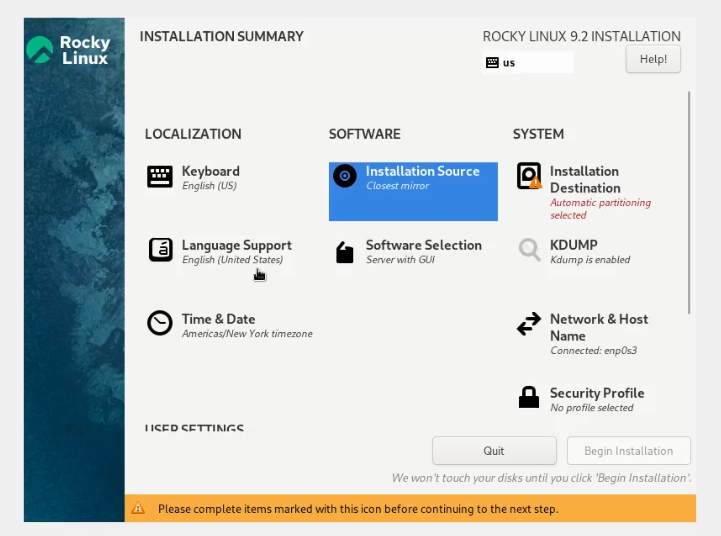 Rocky
Linux
INSTALLATION SUMMARY
ROCKY LINUX 9.2 INSTALLATION
us
Help!
LOCALIZATION
Keyboard
English (US)
Language Support
English (United States)
Time & Date
Americas/New York timezone
SOFTWARE
Installation Source
Closest mirror
Software Selection
Server with GUI
SYSTEM
Installation
Destination
Automatic partitioning
selected
KDUMP
Kdump is enabled
Network & Host
Name
Connected: enp0s3
Security Profile
No profile selected
USER SETTINGS
Quit
Begin Installation
We won't touch your disks until you click 'Begin Installation'.
Please complete items marked with this icon before continuing to the next step.